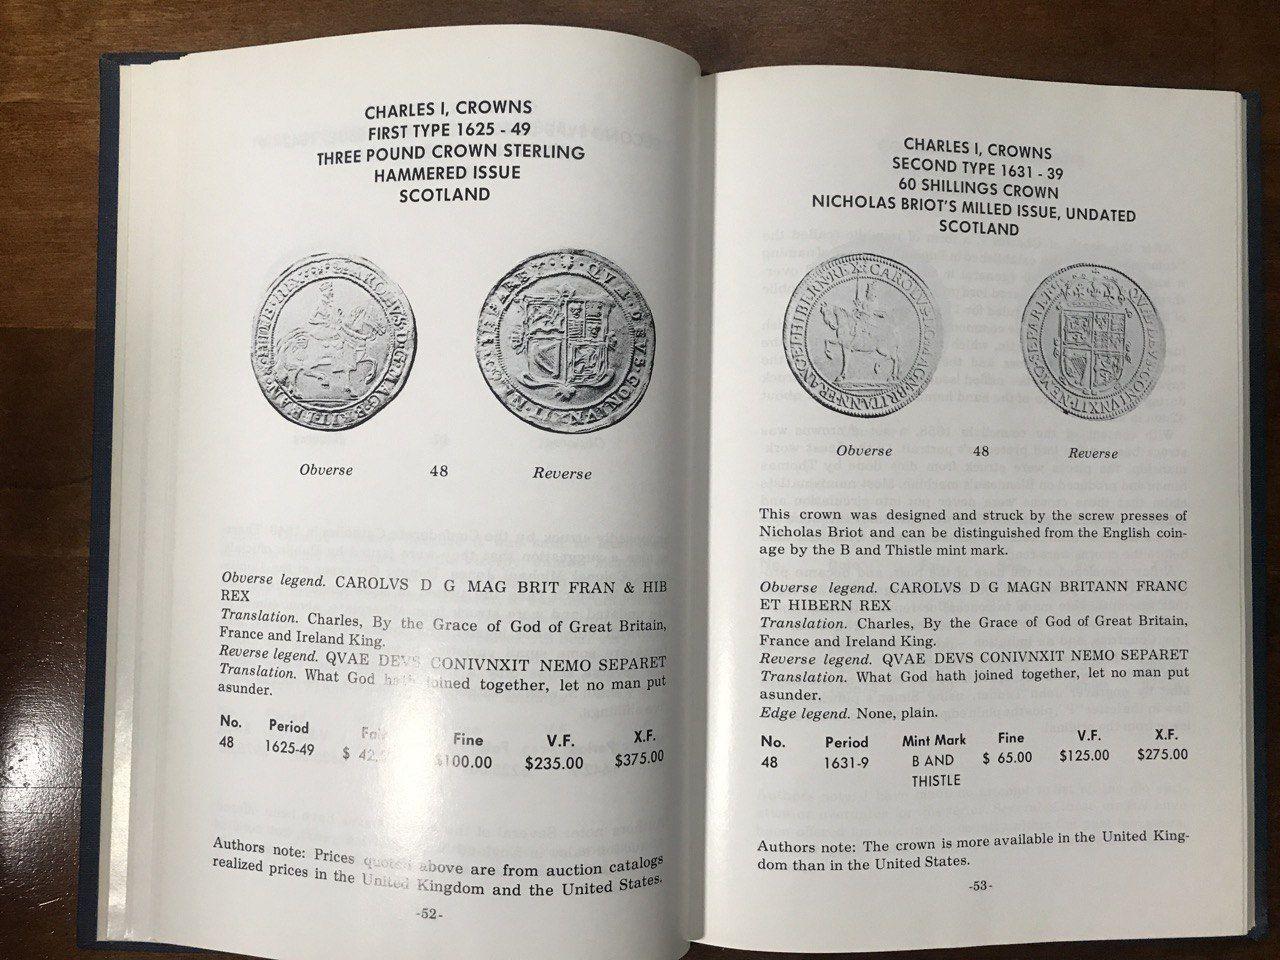 CHARLES I, CROWNS
FIRST TYPE 1625 - 49
THREE POUND CROWN STERLING
HAMMERED ISSUE
SCOTLAND
Obverse 48 Reverse
Obverse legend. CAROLVS D G MAG BRIT FRAN & HIB
REX
Translation. Charles, By the Grace of God of Great Britain,
France and Ireland King.
Reverse legend. QVAE DEVS CONIVNXIT NEMO SEPARET
Translation. What God hath joined together, let no man put
asunder.
No. Period Fair Fine V.F. X.F.
48 1625-49 $ 42. $100.00 $235.00 $375.00
Authors note: Prices quoted above are from auction catalogs
realized prices in the United Kingdom and the United States.
-52-
CHARLES I, CROWNS
SECOND TYPE 1631 - 39
60 SHILLINGS CROWN
NICHOLAS BRIOT'S MILLED ISSUE, UNDATED
SCOTLAND
Obverse 48 Reverse
This crown was designed and struck by the screw presses of
Nicholas Briot and can be distinguished from the English coin-
age by the B and Thistle mint mark.
Obverse legend. CAROLVS D G MAGN BRITANN FRANC
ET HIBERN REX
Translation. Charles, By the Grace of God of Great Britain,
France and Ireland King.
Reverse legend. QVAE DEVS CONIVNXIT NEMO SEPARET
Translation. What God hath joined together, let no man put
asunder.
Edge legend. None, plain.
No. Period Mint Mark Fine V.F. X.F.
48 1631-9 B AND $ 65.00 $125.00 $275.00
THISTLE
Authors note: The crown is more available in the United King-
dom than in the United States.
-53-